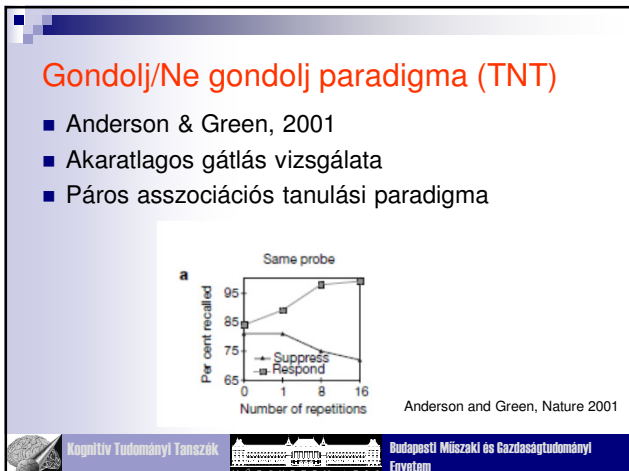 Gondolj/Ne gondolj paradigma (TNT)
Anderson & Green, 2001
Akaratlagos gátlás vizsgálata
Páros asszociációs tanulási paradigma
Same probe
a
Per cent recalled
95
85
75
65
Suppress
Respond
0 1 8 16
Number of repetitions
Anderson and Green, Nature 2001
Kognitív Tudományi Tanszék
Budapesti Műszaki és Gazdaságtudományi
Egyetem